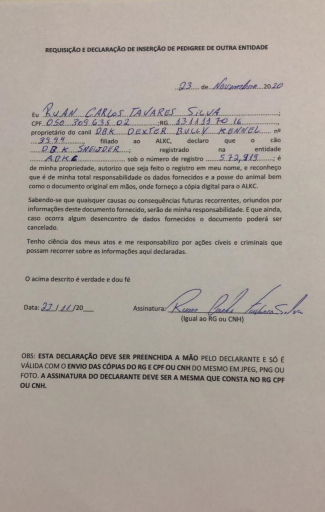 REQUISIÇÃO E DECLARAÇÃO DE INSERÇÃO DE PEDIGREE DE OUTRA ENTIDADE
23 de Novembro 2020
Eu RUAN CARLOS TAVARES SILVA;
CPF 050 309 635 02 RG 1311117016
proprietário do canil DBK DEXTER BULLY KENNEL nº
3994 filiado ao ALKC, declaro que o cão
DBK SNEIDER; registrado na entidade
ADKC sob o número de registro 572,919; é
de minha propriedade, autorizo que seja feito o registro em meu nome, e reconheço
que é de minha total responsabilidade os dados fornecidos e a posse do animal bem
como o documento original em mãos, onde forneço a cópia digital para o ALKC.
Sabendo-se que quaisquer causas ou consequências futuras recorrentes, oriundos por
informações deste documento fornecido, serão de minha responsabilidade. E que ainda,
caso ocorra algum desencontro de dados fornecidos o documento poderá ser
cancelado.
Tenho ciência dos meus atos e me responsabilizo por ações cíveis e criminais que
possam recorrer sobre as informações aqui declaradas.
O acima descrito é verdade e dou fé
Data: 23/11/20 Assinatura: Ruan Carlos Tavares Silva
(Igual ao RG ou CNH)
OBS: ESTA DECLARAÇÃO DEVE SER PREENCHIDA A MÃO PELO DECLARANTE E SÓ É
VÁLIDA COM O ENVIO DAS CÓPIAS DO RG E CPF OU CNH DO MESMO EM JPEG, PNG OU
FOTO. A ASSINATURA DO DECLARANTE DEVE SER A MESMA QUE CONSTA NO RG CPF
OU CNH.